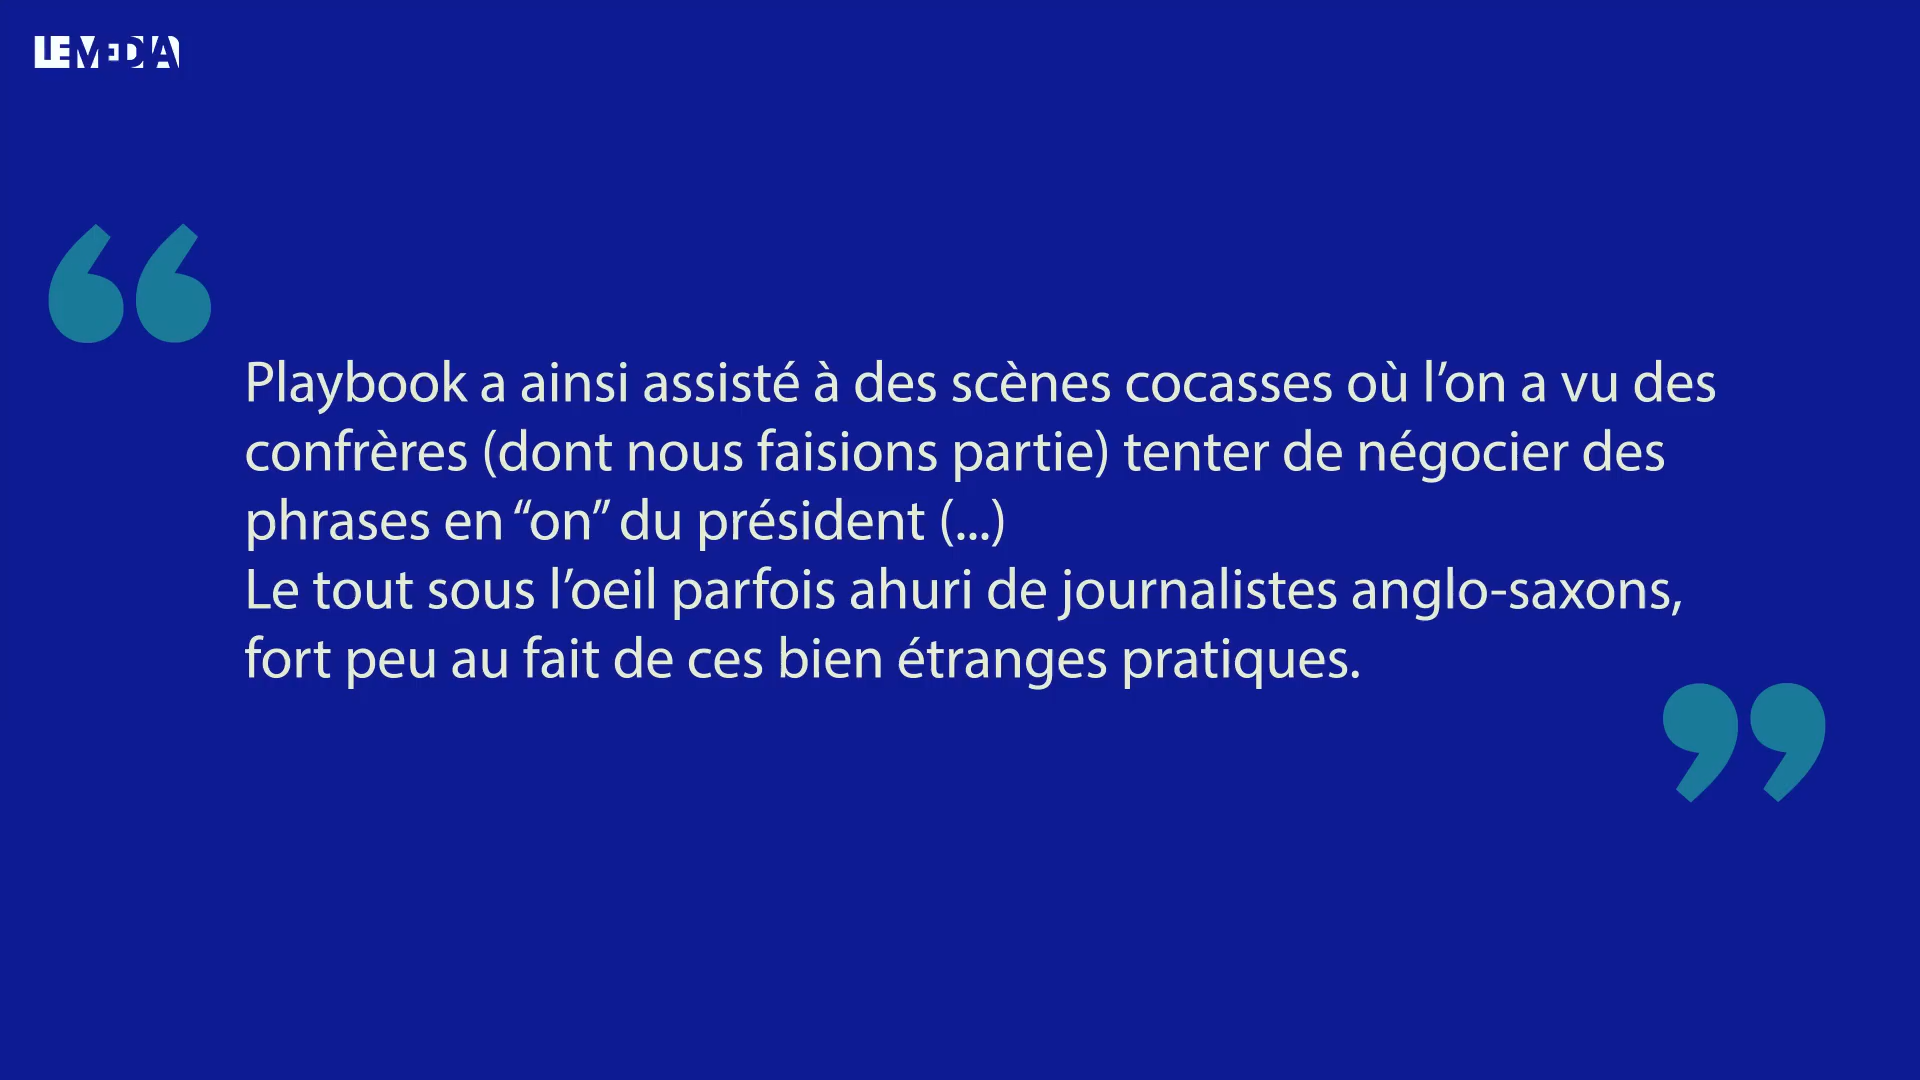 LEMEDIA
“
Playbook a ainsi assisté à des scènes cocasses où l’on a vu des
confrères (dont nous faisions partie) tenter de négocier des
phrases en “on” du président (...)
Le tout sous l’oeil parfois ahuri de journalistes anglo-saxons,
fort peu au fait de ces bien étranges pratiques.
”